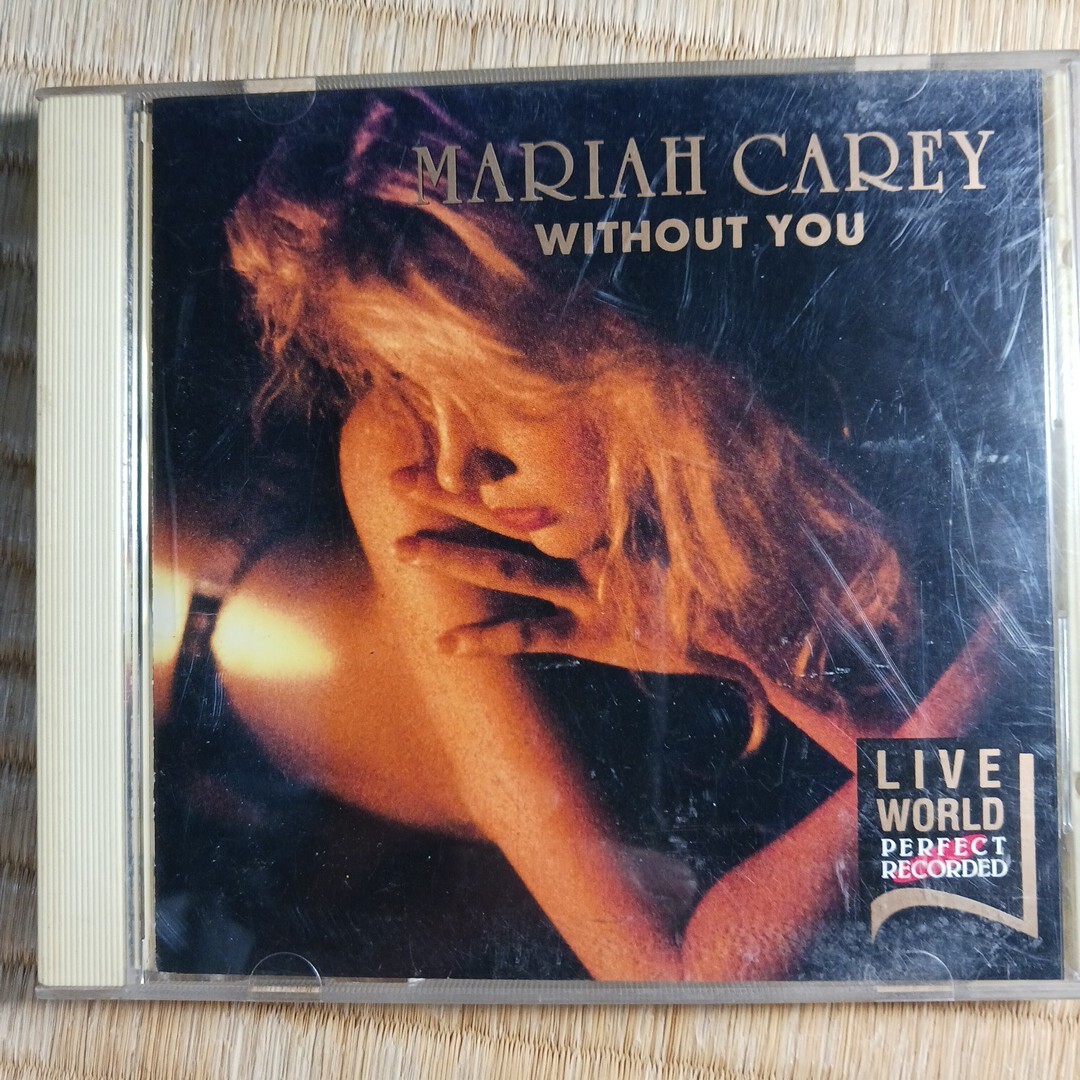 MARIAH CAREY
WITHOUT YOU
LIVE
WORLD
PERFECT
RECORDED